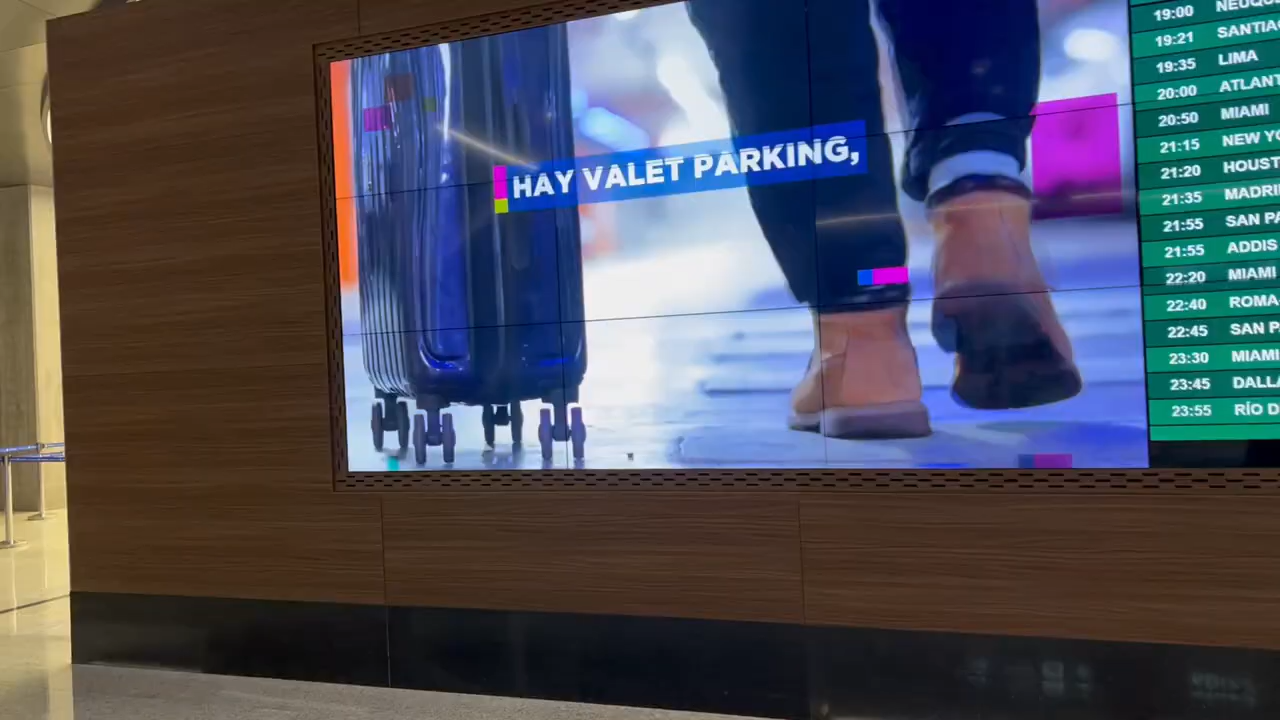 HAY VALET PARKING,
19:00 NEUQU
19:21 SANTIA
19:35 LIMA
20:00 ATLANT
20:50 MIAMI
21:15 NEW YO
21:20 HOUST
21:35 MADRI
21:55 SAN PA
21:55 ADDIS
22:20 MIAMI
22:40 ROMA-
22:45 SAN PA
23:30 MIAMI
23:45 DALLA
23:55 RÍO D